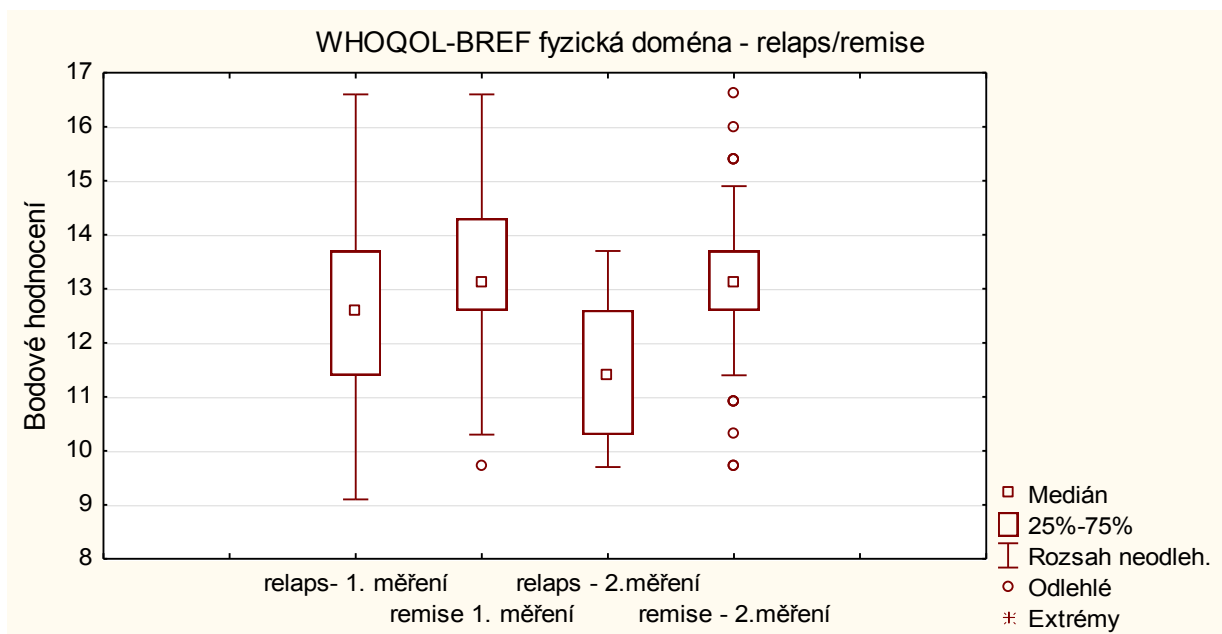 WHOQOL-BREF fyzická doména - relaps/remise
Bodové hodnocení
17
16
15
14
13
12
11
10
9
8
relaps- 1. měření
remise 1. měření
relaps - 2.měření
remise - 2.měření
Medián
25%-75%
Rozsah neodleh.
Odlehlé
Extrémy